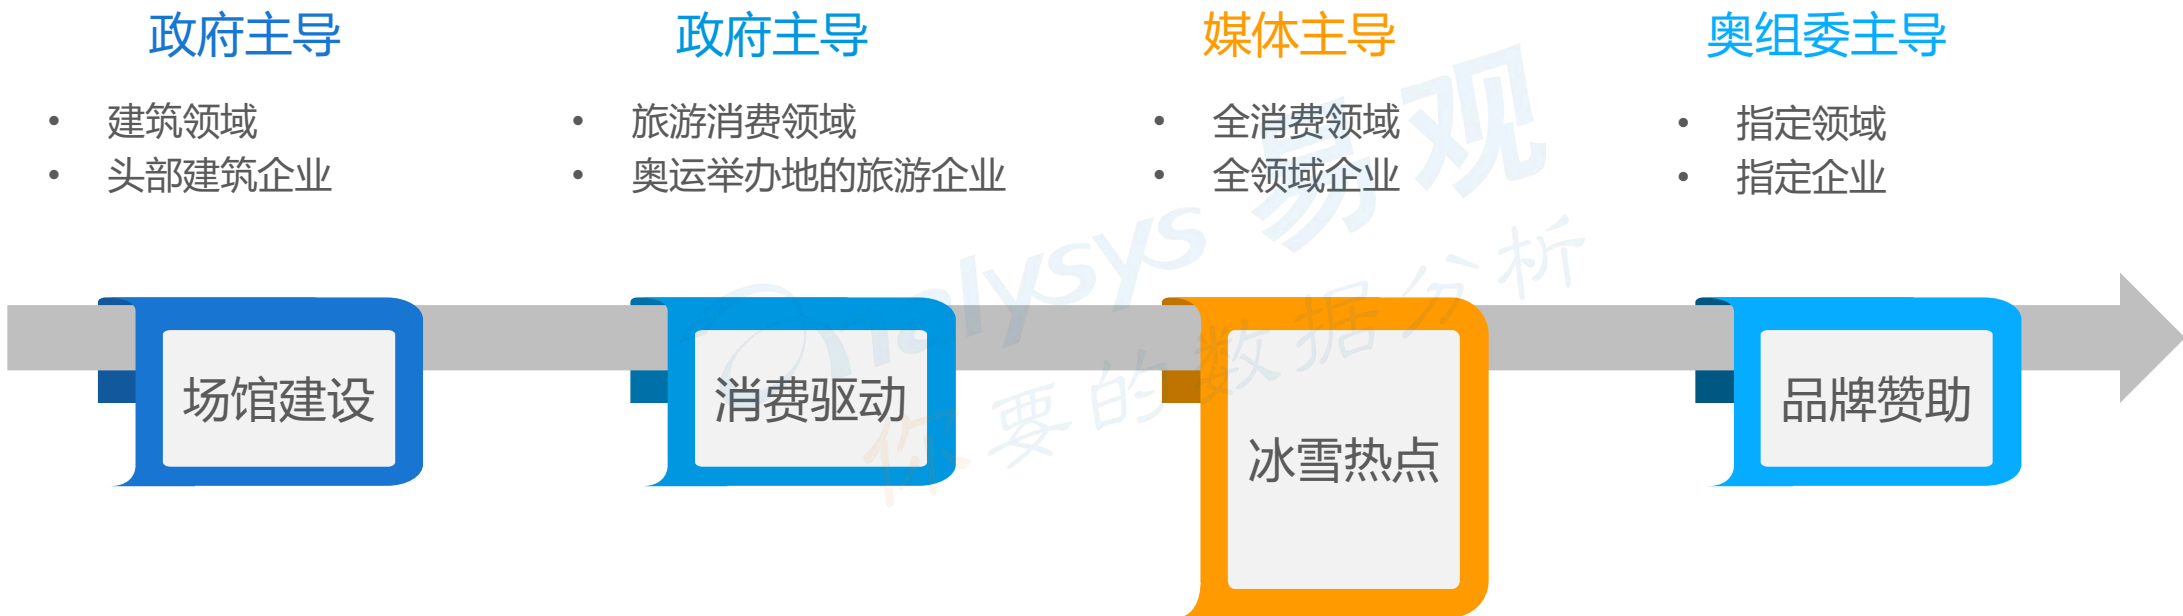 政府主导
政府主导
媒体主导
奥组委主导
• 建筑领域
• 头部建筑企业
• 旅游消费领域
• 奥运举办地的旅游企业
• 全消费领域
• 全领域企业
• 指定领域
• 指定企业
Analysys 易观
你要的数据分析
场馆建设
消费驱动
冰雪热点
品牌赞助